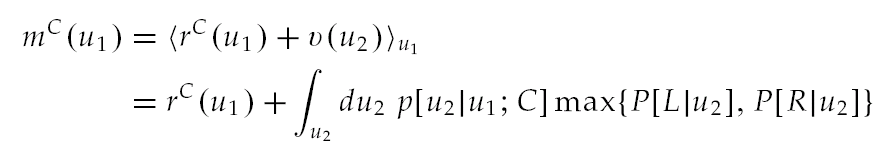 m^C(u_1) = ⟨r^C(u_1) + υ(u_2)⟩_{u_1}
= r^C(u_1) + ∫_{u_2} du_2 p[u_2|u_1; C] max{P[L|u_2], P[R|u_2]}